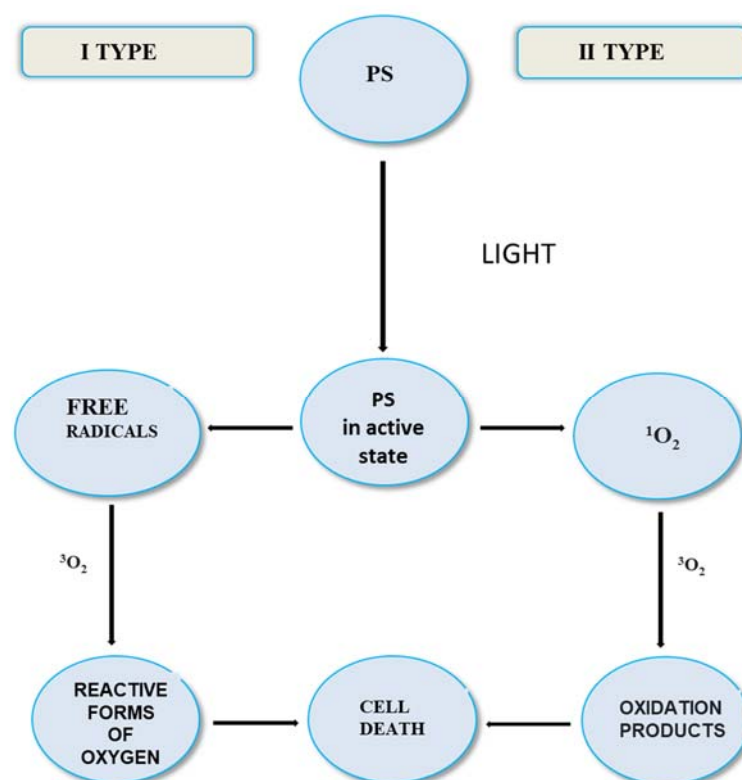 I TYPE
PS
II TYPE
LIGHT
FREE
RADICALS
PS
in active
state
¹O₂
³O₂
³O₂
REACTIVE
FORMS
OF
OXYGEN
CELL
DEATH
OXIDATION
PRODUCTS